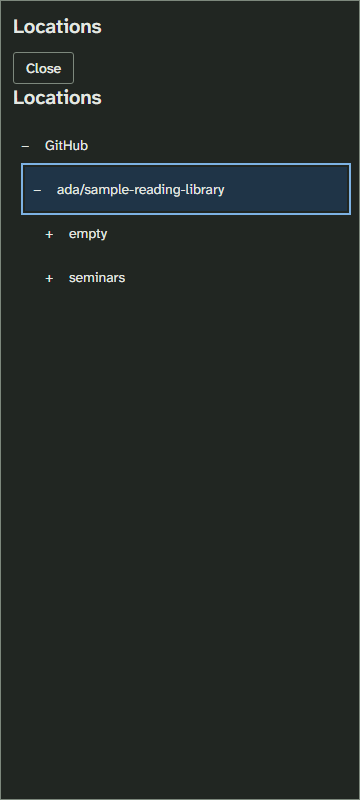 Locations
Close
Locations
– GitHub
– ada/sample-reading-library
+ empty
+ seminars